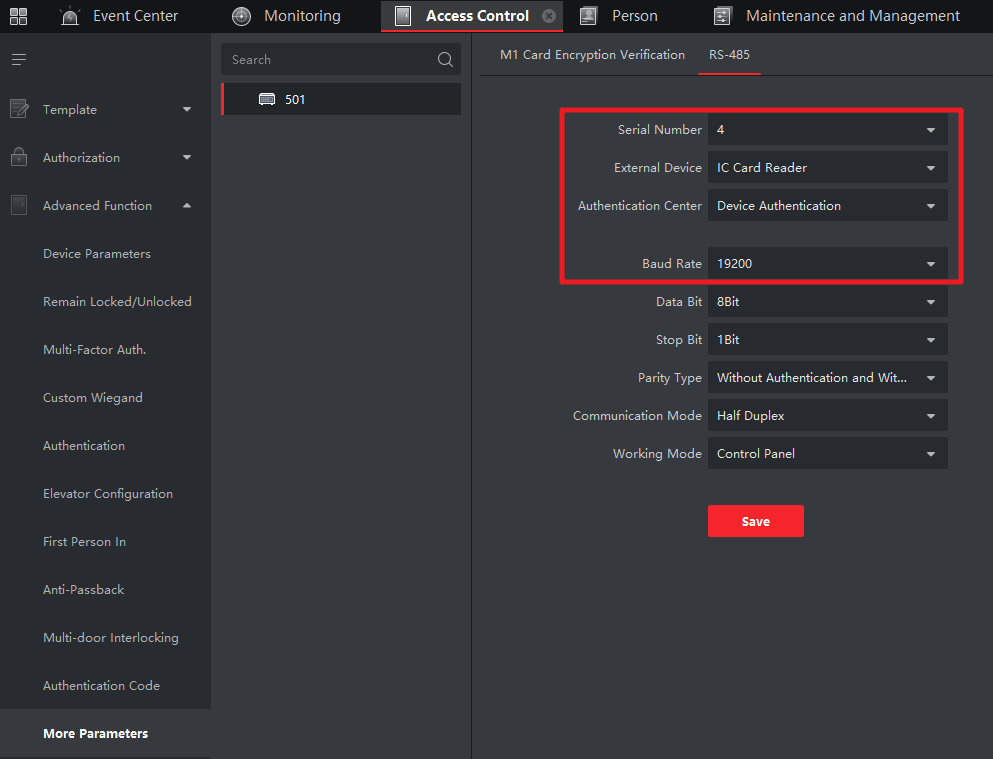 Event Center
Monitoring
Access Control
Person
Maintenance and Management
Template
Authorization
Advanced Function
Device Parameters
Remain Locked/Unlocked
Multi-Factor Auth.
Custom Wiegand
Authentication
Elevator Configuration
First Person In
Anti-Passback
Multi-door Interlocking
Authentication Code
More Parameters
Search
501
M1 Card Encryption Verification
RS-485
Serial Number 4
External Device IC Card Reader
Authentication Center Device Authentication
Baud Rate 19200
Data Bit 8Bit
Stop Bit 1Bit
Parity Type Without Authentication and Wit...
Communication Mode Half Duplex
Working Mode Control Panel
Save